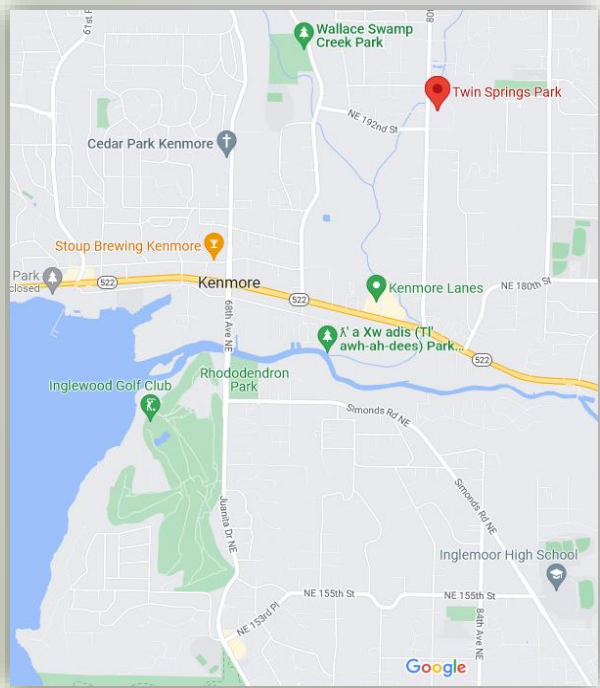 61st P
Wallace Swamp
Creek Park
80t
Twin Springs Park
NE 192nd St
Cedar Park Kenmore
Stoup Brewing Kenmore
Park
closed
522
Kenmore
522
Kenmore Lanes
NE 180th St
68th Ave NE
ƛ' a Xw adis (Tl'
awh-ah-dees) Park...
522
Inglewood Golf Club
Rhododendron
Park
Simonds Rd NE
Simonds Rd NE
Juanita Dr NE
Inglemoor High School
NE 155th St
NE 155th St
NE 153rd Pl
84th Ave NE
Google